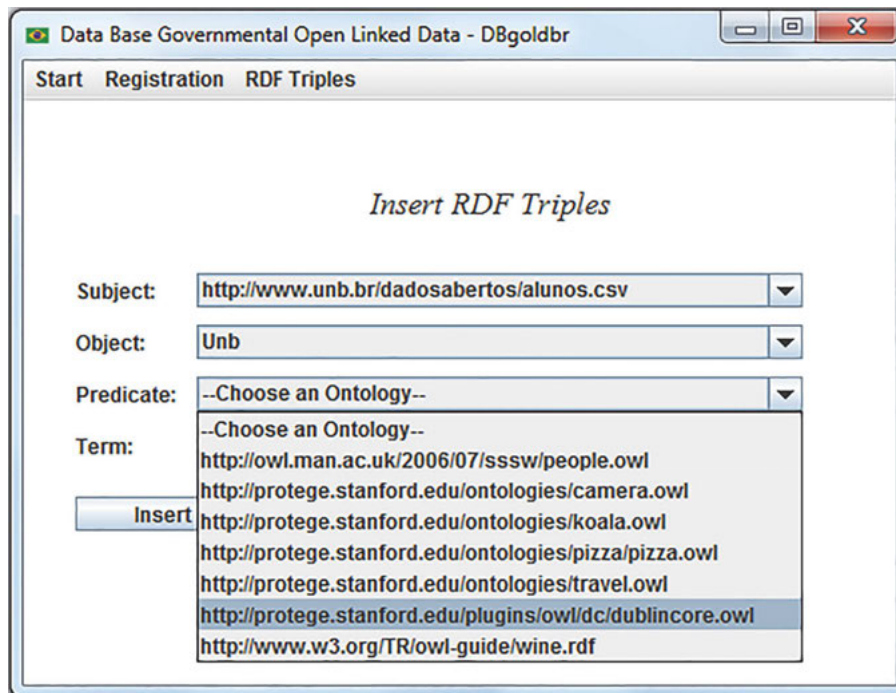 Data Base Governmental Open Linked Data - DBgoldbr
Start Registration RDF Triples
Insert RDF Triples
Subject: http://www.unb.br/dadosabertos/alunos.csv
Object: Unb
Predicate: --Choose an Ontology--
--Choose an Ontology--
Term:
http://owl.man.ac.uk/2006/07/sssw/people.owl
http://protege.stanford.edu/ontologies/camera.owl
Insert
http://protege.stanford.edu/ontologies/koala.owl
http://protege.stanford.edu/ontologies/pizza/pizza.owl
http://protege.stanford.edu/ontologies/travel.owl
http://protege.stanford.edu/plugins/owl/dc/dublincore.owl
http://www.w3.org/TR/owl-guide/wine.rdf